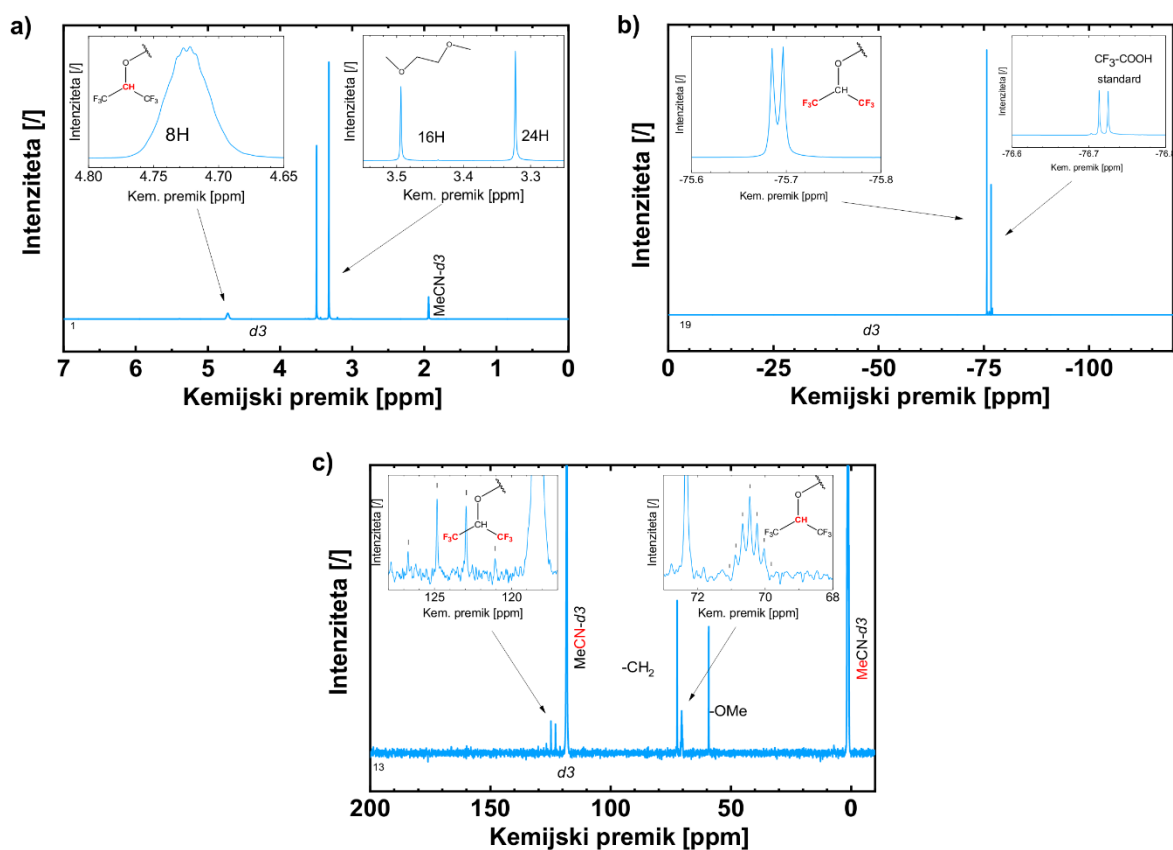 a)
Intenziteta [/]
Intenziteta [/]
O
CH
F₃C
CF₃
8H
4.80 4.75 4.70 4.65
Kem. premik [ppm]
Intenziteta [/]
O
O
16H
24H
3.5 3.4 3.3
Kem. premik [ppm]
MeCN-d3
1
d3
7 6 5 4 3 2 1 0
Kemijski premik [ppm]
b)
Intenziteta [/]
Intenziteta [/]
O
CH
F₃C
CF₃
-75.6 -75.7 -75.8
Kem. premik [ppm]
Intenziteta [/]
CF₃-COOH
standard
-76.6 -76.7 -76.8
Kem. premik [ppm]
19
d3
0 -25 -50 -75 -100
Kemijski premik [ppm]
c)
Intenziteta [/]
Intenziteta [/]
O
CH
F₃C
CF₃
125 120
Kem. premik [ppm]
Intenziteta [/]
O
CH
F₃C
CF₃
72 70 68
Kem. premik [ppm]
MeCN-d3
-CH₂
-OMe
MeCN-d3
13
d3
200 150 100 50 0
Kemijski premik [ppm]